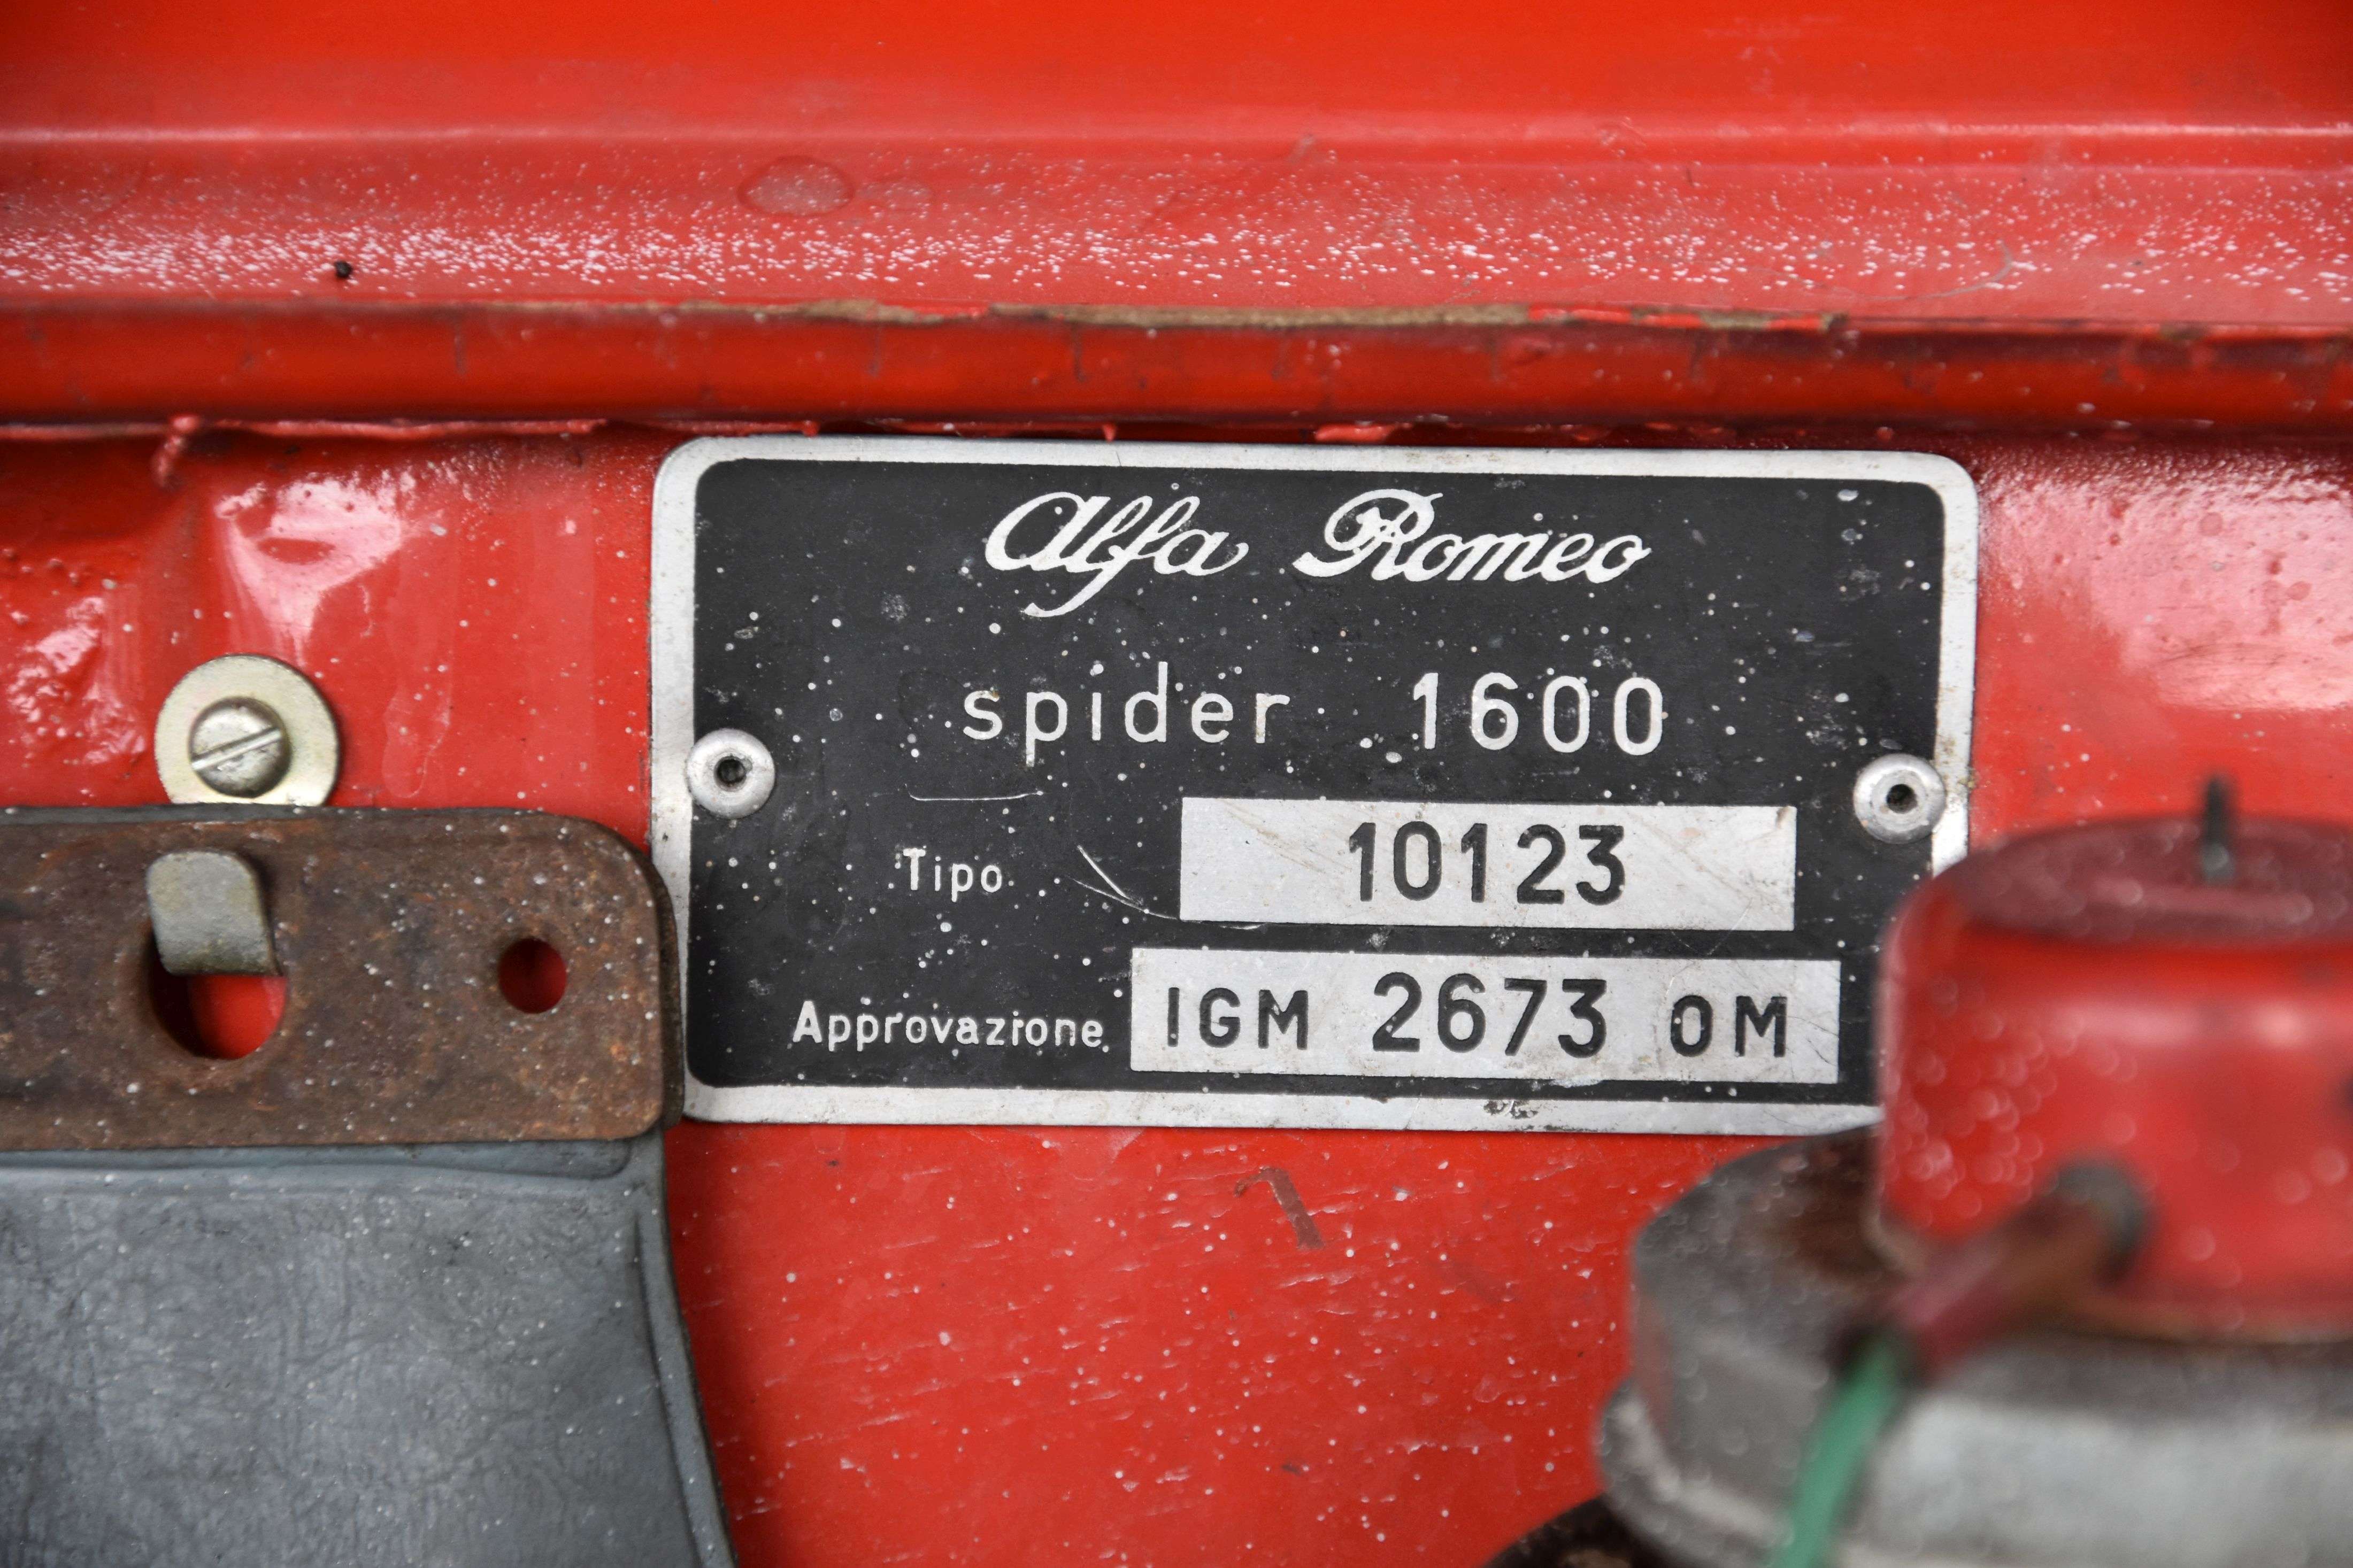 Alfa Romeo
spider 1600
Tipo 10123
Approvazione IGM 2673 OM